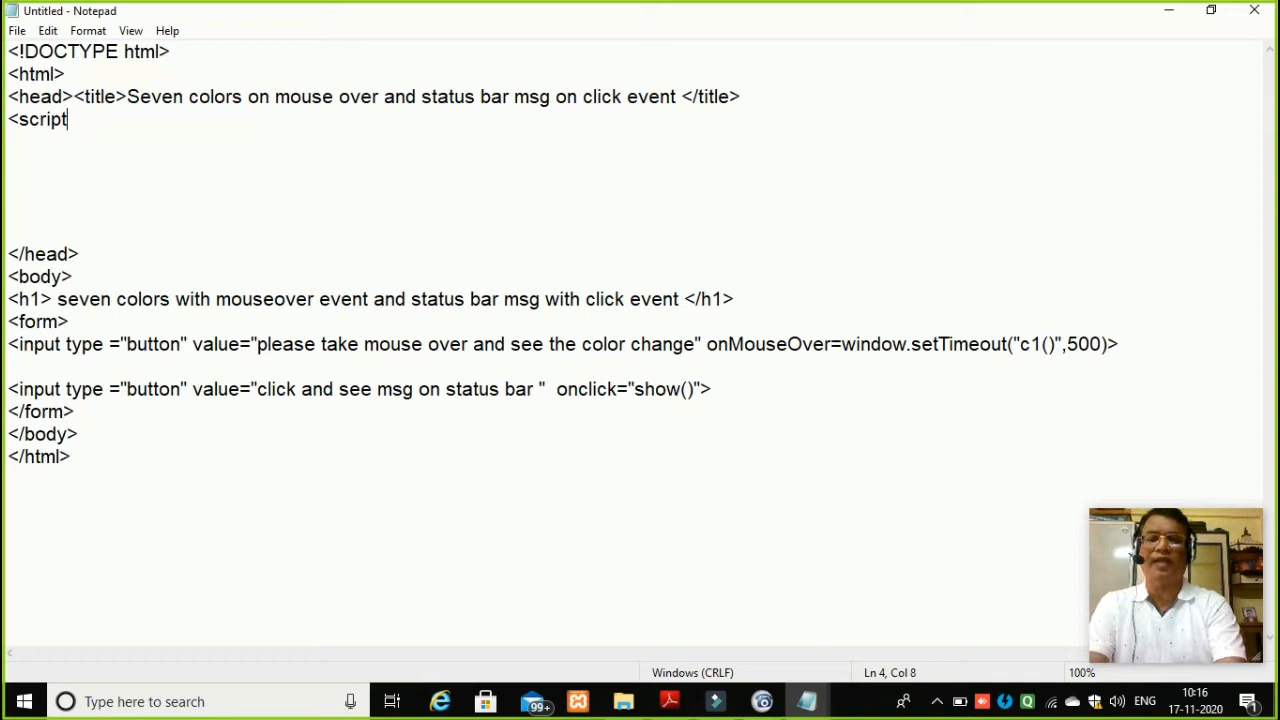 Untitled - Notepad
File Edit Format View Help
<!DOCTYPE html>
<html>
<head><title>Seven colors on mouse over and status bar msg on click event </title>
<script
</head>
<body>
<h1> seven colors with mouseover event and status bar msg with click event </h1>
<form>
<input type ="button" value="please take mouse over and see the color change" onMouseOver=window.setTimeout("c1()",500)>
<input type ="button" value="click and see msg on status bar "  onclick="show()">
</form>
</body>
</html>
Windows (CRLF) Ln 4, Col 8 100%
Type here to search 99+ ENG 10:16
17-11-2020 1